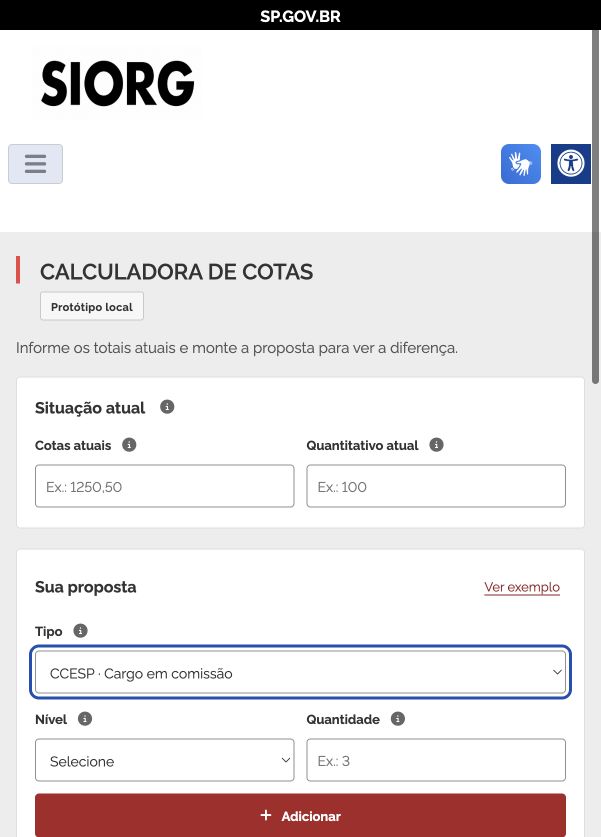 SP.GOV.BR
SIORG
CALCULADORA DE COTAS
Protótipo local
Informe os totais atuais e monte a proposta para ver a diferença.
Situação atual
Cotas atuais Quantitativo atual
Ex.: 1250,50 Ex.: 100
Sua proposta Ver exemplo
Tipo
CCESP · Cargo em comissão
Nível Quantidade
Selecione Ex.: 3
+ Adicionar